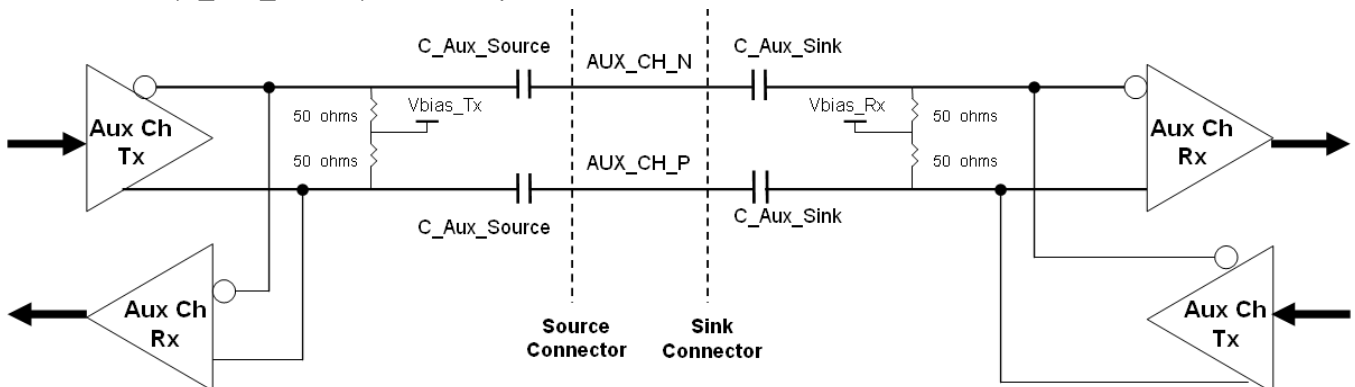 C_Aux_Source
C_Aux_Sink
AUX_CH_N
Vbias_Tx
Vbias_Rx
50 ohms
50 ohms
Aux Ch
Tx
Aux Ch
Rx
50 ohms
50 ohms
AUX_CH_P
C_Aux_Source
C_Aux_Sink
Aux Ch
Rx
Aux Ch
Tx
Source
Connector
Sink
Connector